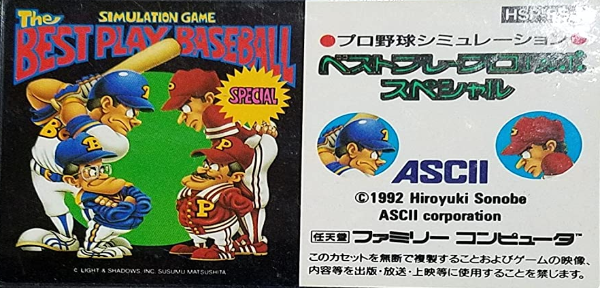 SIMULATION GAME
The
BEST PLAY BASEBALL
SPECIAL
B
P
P
© LIGHT & SHADOWS, INC. SUSUMU MATSUSHITA
●プロ野球シミュレーション●
ベストプレープロ野球
スペシャル
ASCII
©1992 Hiroyuki Sonobe
ASCII corporation
任天堂 ファミリー コンピュータ™
このカセットを無断で複製することおよびゲームの映像、
内容等を出版・放送・上映等に使用することを禁じます。